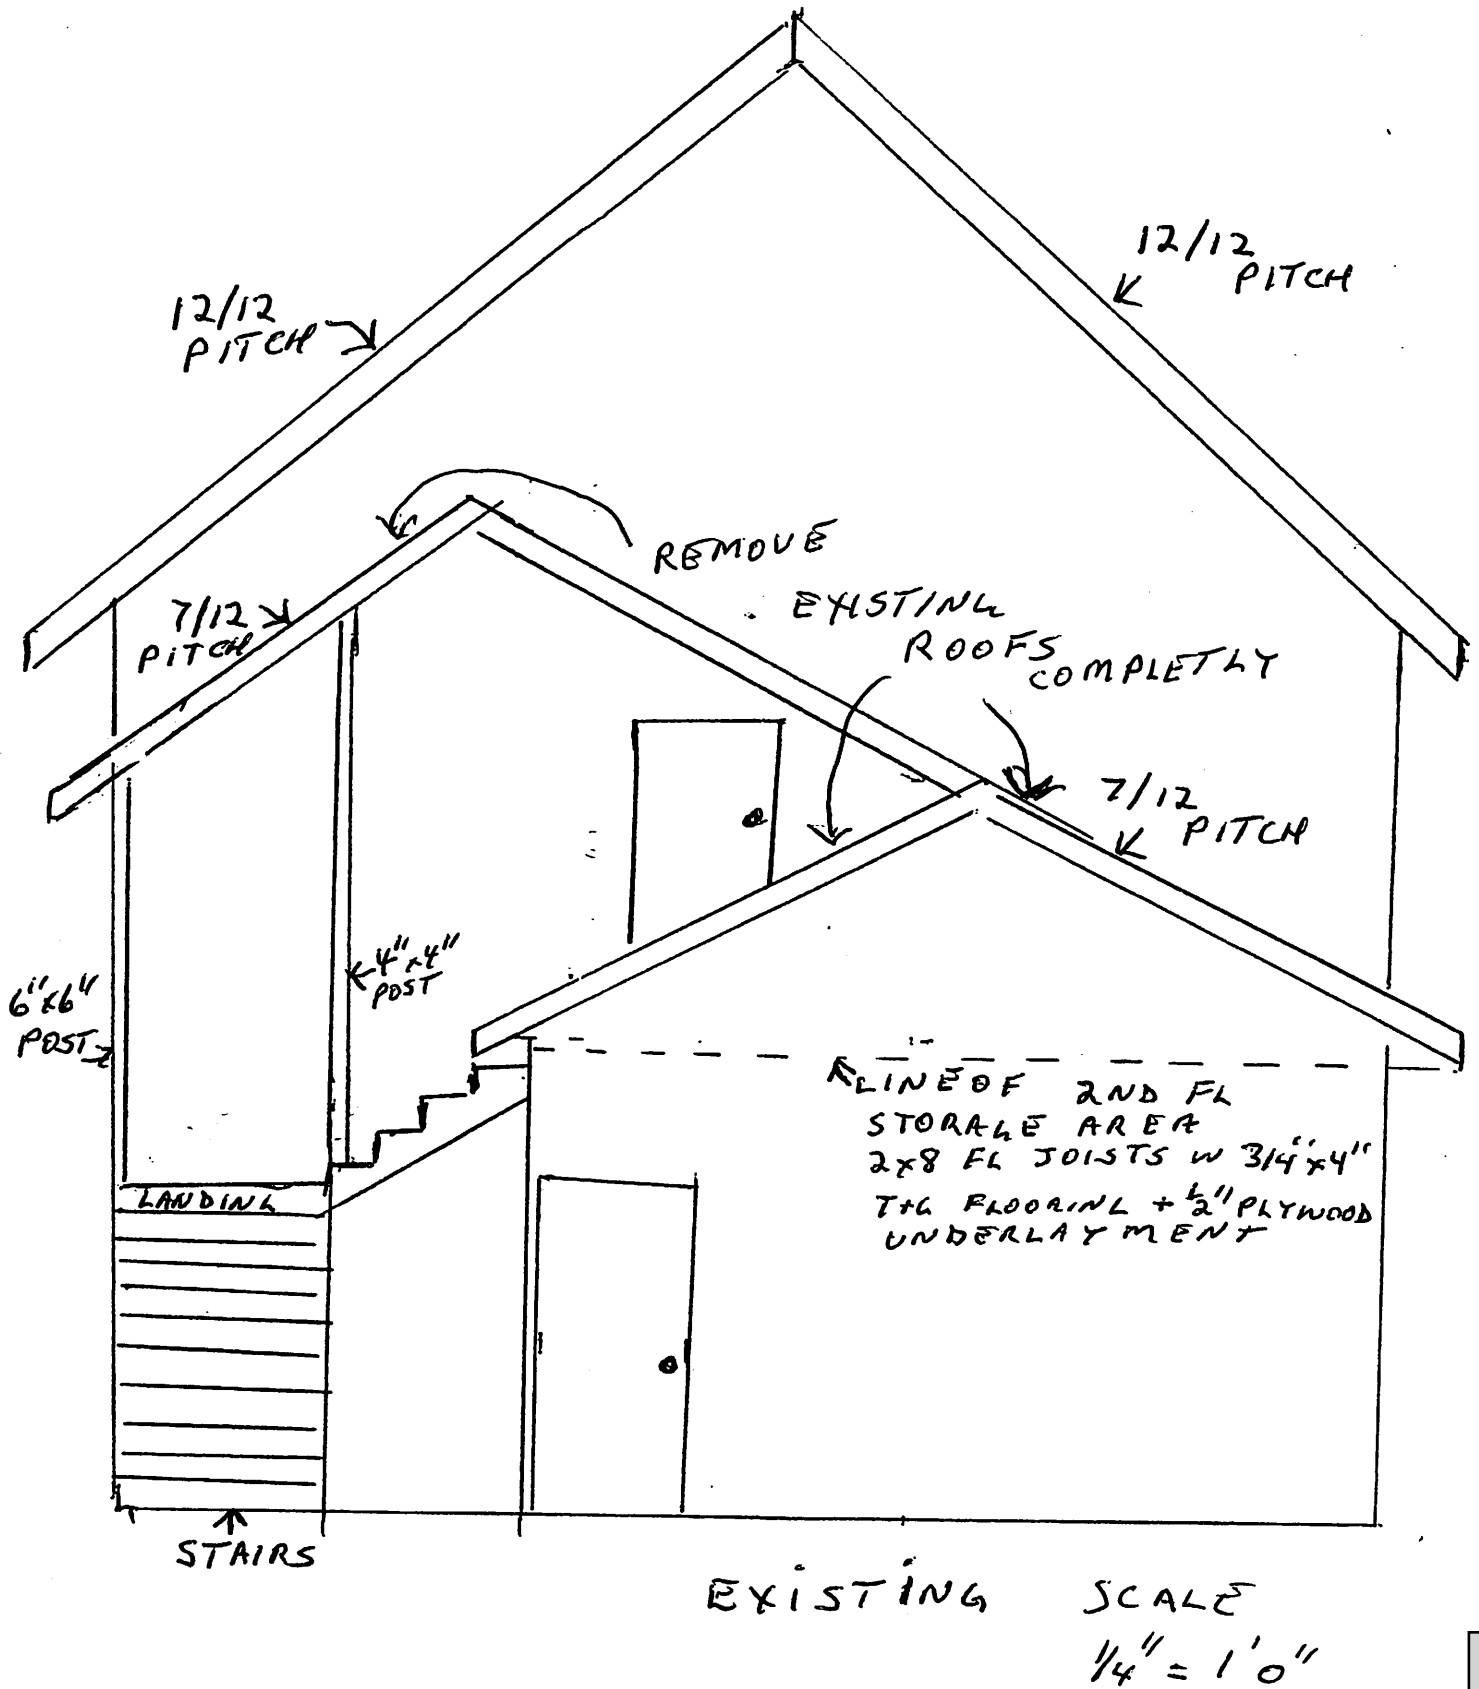 12/12
PITCH
12/12
PITCH
REMOVE
EXISTING
ROOFS
COMPLETLY
7/12
PITCH
7/12
PITCH
4"x4"
POST
6"x6"
POST
LINE OF 2ND FL
STORAGE AREA
2x8 FL JOISTS W 3/4"x4"
T+G FLOORING + 1/2" PLYWOOD
UNDERLAYMENT
LANDING
STAIRS
EXISTING SCALE
1/4" = 1'0"